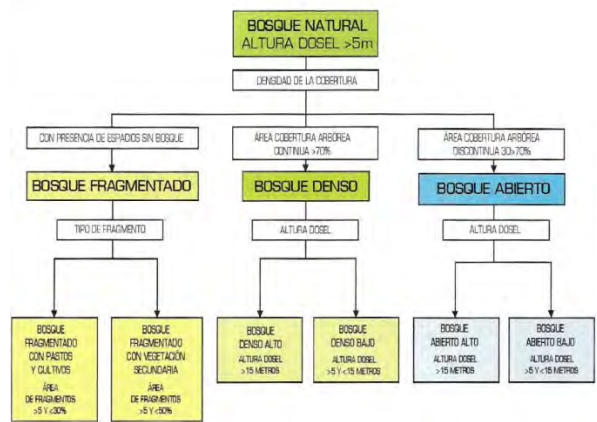 BOSQUE NATURAL
ALTURA DOSEL >5m
DENSIDAD DE LA COBERTURA
CON PRESENCIA DE ESPACIOS SIN BOSQUE
ÁREA COBERTURA ARBÓREA
CONTINUA >70%
ÁREA COBERTURA ARBÓREA
DISCONTINUA 30>70%
BOSQUE FRAGMENTADO
BOSQUE DENSO
BOSQUE ABIERTO
TIPO DE FRAGMENTO
ALTURA DOSEL
ALTURA DOSEL
BOSQUE
FRAGMENTADO
CON PASTOS
Y CULTIVOS
ÁREA
DE FRAGMENTOS
>5 Y <30%
BOSQUE
FRAGMENTADO
CON VEGETACIÓN
SECUNDARIA
ÁREA
DE FRAGMENTOS
>5 Y <50%
BOSQUE
DENSO ALTO
ALTURA DOSEL
>15 METROS
BOSQUE
DENSO BAJO
ALTURA DOSEL
>5 Y <15 METROS
BOSQUE
ABIERTO ALTO
ALTURA DOSEL
>15 METROS
BOSQUE
ABIERTO BAJO
ALTURA DOSEL
>5 Y <15 METROS